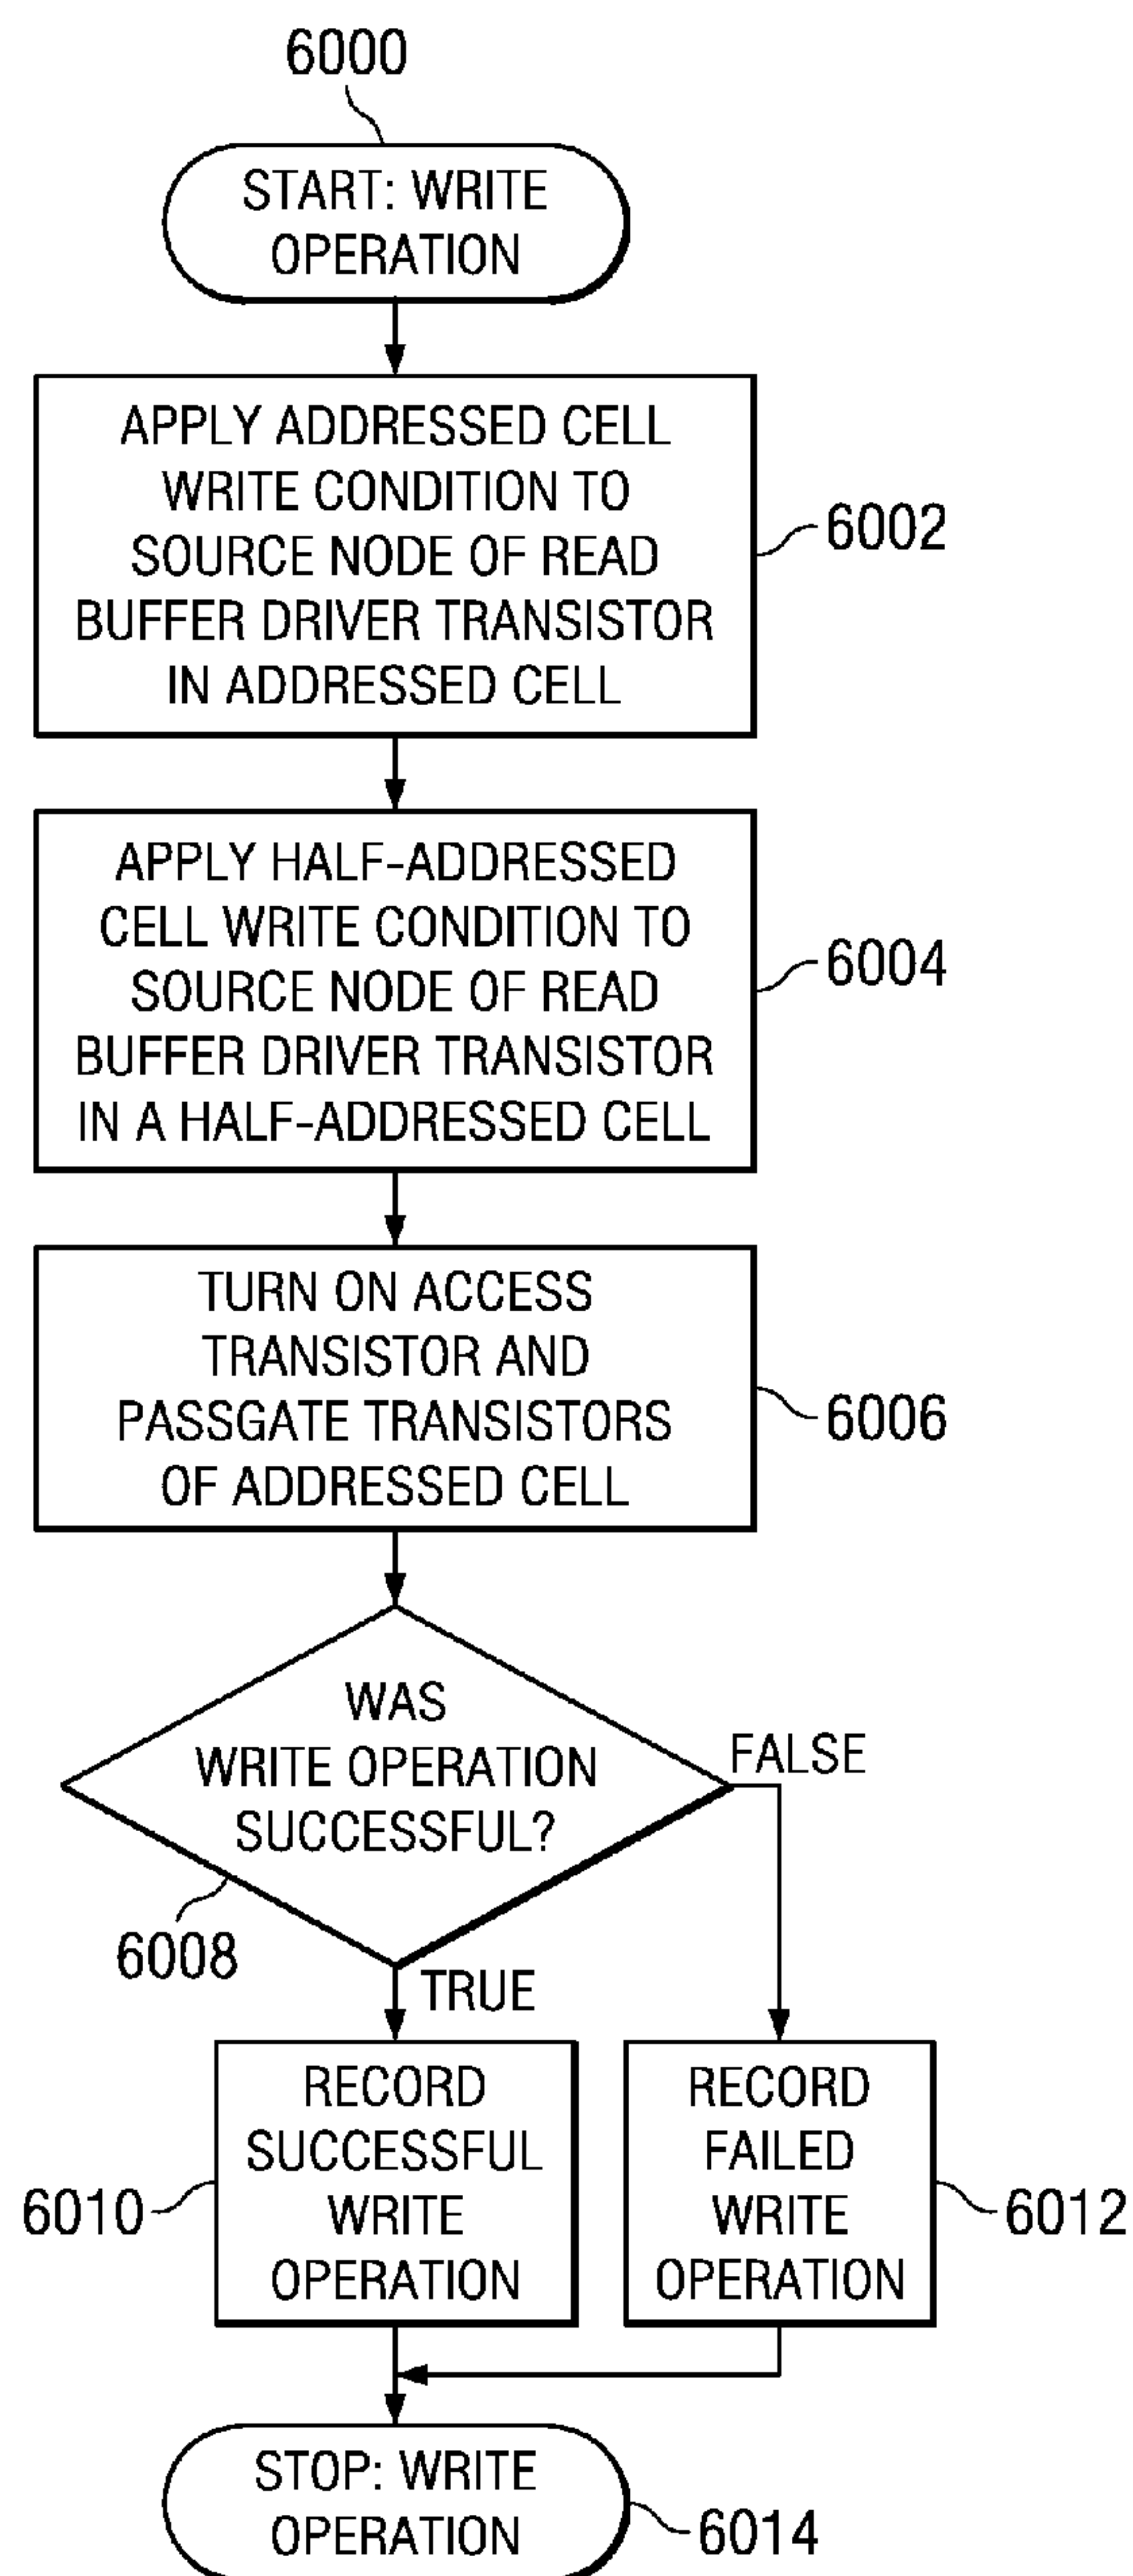 6000
START: WRITE
OPERATION
APPLY ADDRESSED CELL
WRITE CONDITION TO
SOURCE NODE OF READ
BUFFER DRIVER TRANSISTOR
IN ADDRESSED CELL
6002
APPLY HALF-ADDRESSED
CELL WRITE CONDITION TO
SOURCE NODE OF READ
BUFFER DRIVER TRANSISTOR
IN A HALF-ADDRESSED CELL
6004
TURN ON ACCESS
TRANSISTOR AND
PASSGATE TRANSISTORS
OF ADDRESSED CELL
6006
WAS
WRITE OPERATION
SUCCESSFUL?
FALSE
6008
TRUE
RECORD
SUCCESSFUL
WRITE
OPERATION
6010
RECORD
FAILED
WRITE
OPERATION
6012
STOP: WRITE
OPERATION
6014